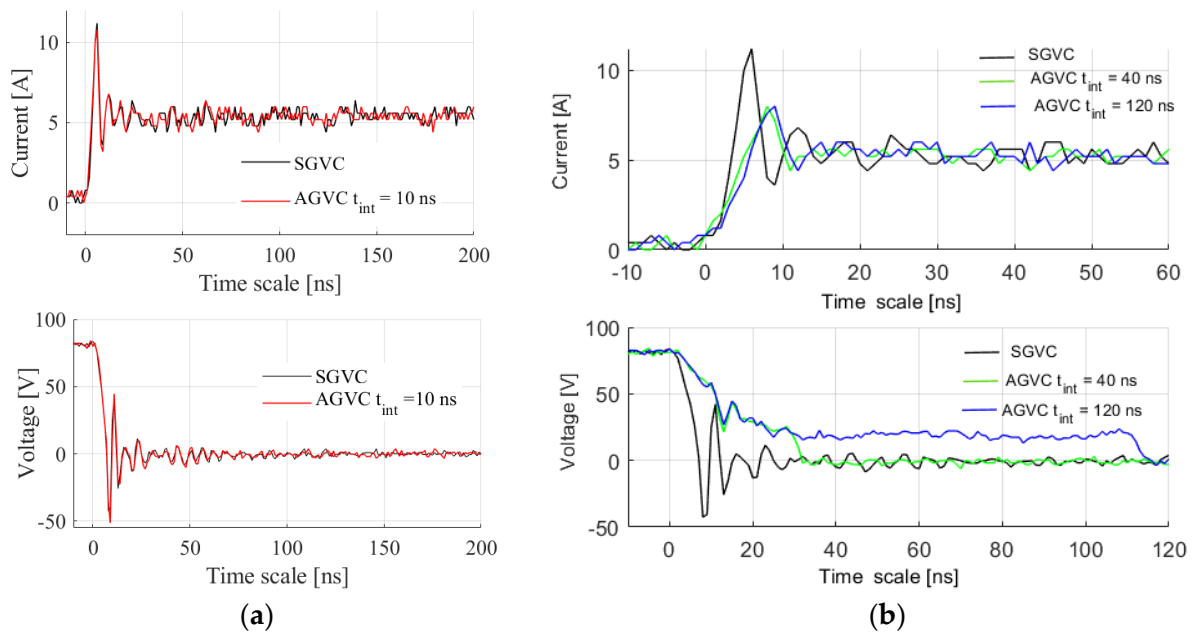 Current [A]
10
5
0
SGVC
AGVC t_int = 10 ns
0 50 100 150 200
Time scale [ns]
Voltage [V]
100
50
0
-50
SGVC
AGVC t_int =10 ns
0 50 100 150 200
Time scale [ns]
(a)
Current [A]
10
5
0
SGVC
AGVC t_int = 40 ns
AGVC t_int = 120 ns
-10 0 10 20 30 40 50 60
Time scale [ns]
Voltage [V]
100
50
0
-50
SGVC
AGVC t_int = 40 ns
AGVC t_int = 120 ns
0 20 40 60 80 100 120
Time scale [ns]
(b)